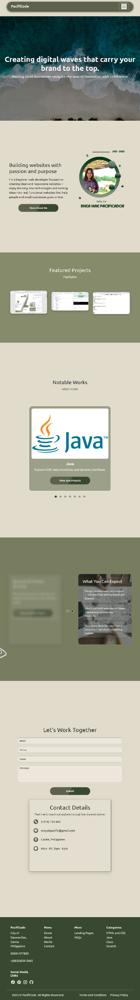 PacifiCode
Creating digital waves that carry your
brand to the top.
Helping small businesses navigate the seas of innovation with confidence.
2021 - 2025
Building websites with
passion and purpose
I'm a beginner web developer focused on
creating clean and responsive websites. I
enjoy learning new technologies and turning
ideas into real, functional websites that help
people and small businesses grow online.
More About Me
Hello, I'm
RHEA MAE PACIFICADOR
Featured Projects
Highlights
Notable Works
What I Code
Java™
Java
Explore OOP, data structures, and dynamic interfaces.
View Java Projects
What You Can Expect
Design, development, and support
— I'm here from start to launch and
beyond.
I don't just build websites — I shape
experiences. Quality over
shortcuts.
Your vision deserves more than a
template — let's build something
custom.
Let's Work Together
Email
Phone
Name
Message
Submit
Contact Details
Feel free to reach out anytime through the channels below:
(+876) 765 665
reeyuhpacific@gmail.com
Cavite, Philippines
Mon - Fri, 9am - 6pm
PacifiCode
City of
Dasmariñas,
Cavite,
Philippines
09091477890
+(893)0039 5665
Social Media
Links
Menu
Home
About
Works
Contact
More
Landing Pages
FAQs
Categories
HTML and CSS
Java
Cisco
Scratch
2023 © PacifiCode. All Rights Reserved.
Terms and Condition
Privacy Policy